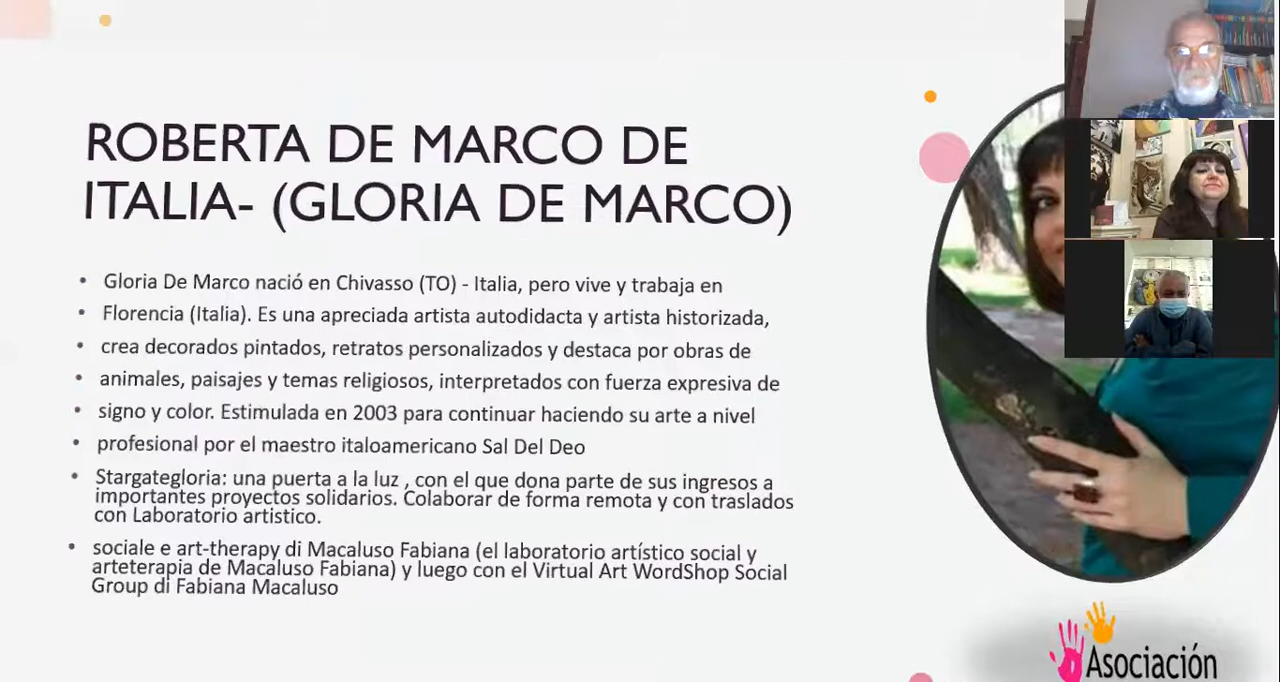 ROBERTA DE MARCO DE
ITALIA- (GLORIA DE MARCO)
• Gloria De Marco nació en Chivasso (TO) - Italia, pero vive y trabaja en
• Florencia (Italia). Es una apreciada artista autodidacta y artista historizada,
• crea decorados pintados, retratos personalizados y destaca por obras de
• animales, paisajes y temas religiosos, interpretados con fuerza expresiva de
• signo y color. Estimulada en 2003 para continuar haciendo su arte a nivel
• profesional por el maestro italoamericano Sal Del Deo
• Stargategloria: una puerta a la luz , con el que dona parte de sus ingresos a
importantes proyectos solidarios. Colaborar de forma remota y con traslados
con Laboratorio artistico.
• sociale e art-therapy di Macaluso Fabiana (el laboratorio artístico social y
arteterapia de Macaluso Fabiana) y luego con el Virtual Art WordShop Social
Group di Fabiana Macaluso
Asociación